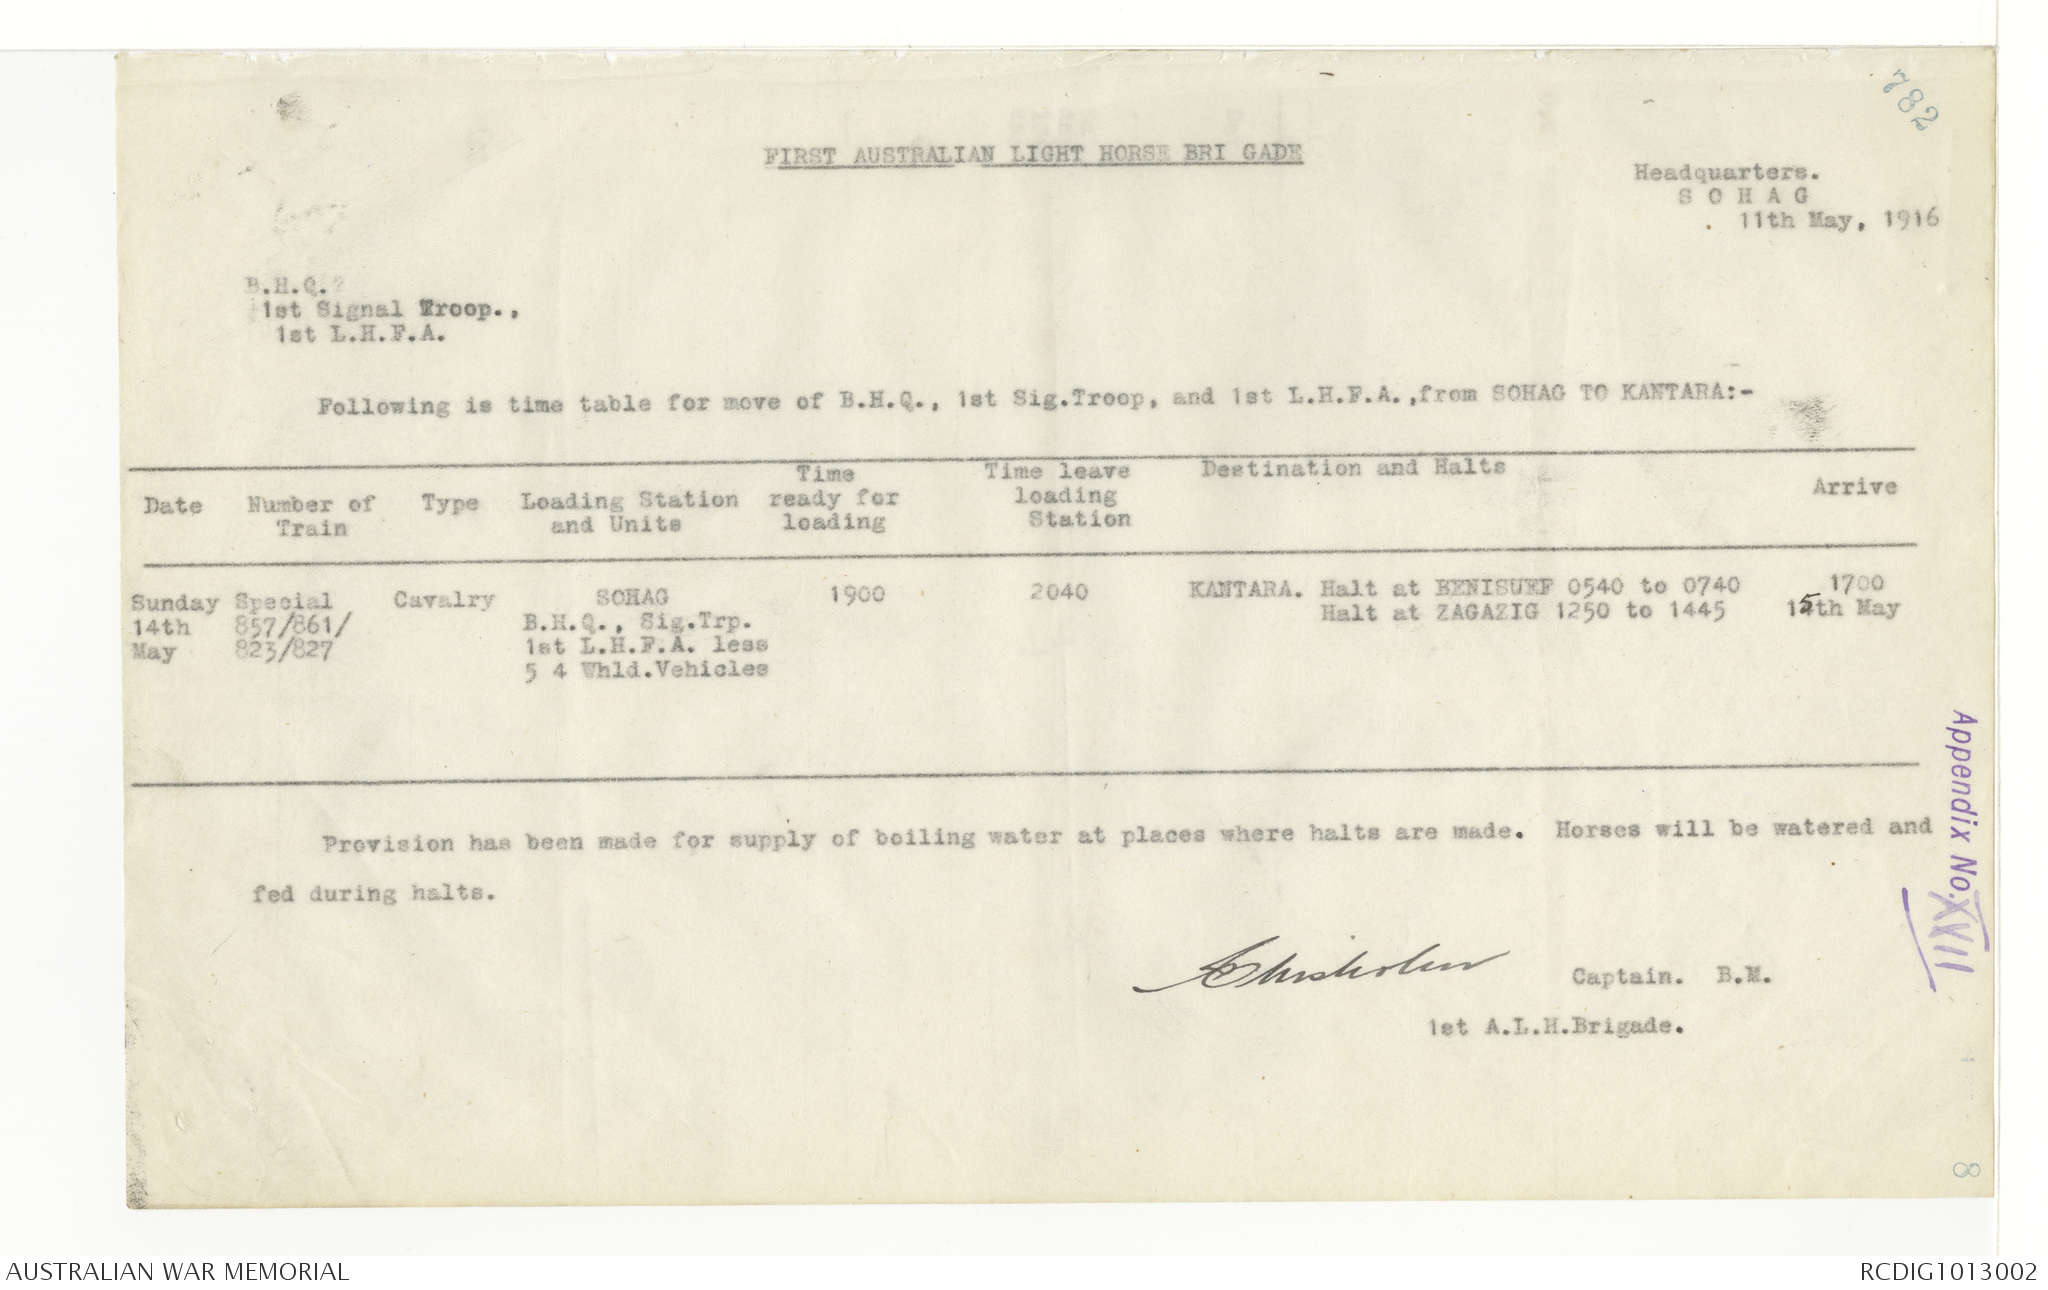 782
FIRST AUSTRALIAN LIGHT HORSE BRI GADE
Headquarters.
S O H A G
11th May, 1916
B.H.Q.
1st Signal Troop.,
1st L.H.F.A.
Following is time table for move of B.H.Q., 1st Sig.Troop, and 1st L.H.F.A.,from SOHAG TO KANTARA:-
Date Number of Train Type Loading Station and Units Time ready for loading Time leave loading Station Destination and Halts Arrive
Sunday Special Cavalry SOHAG 1900 2040 KANTARA. Halt at BENISUEF 0540 to 0740 1700
14th 857/861/ B.H.Q., Sig.Trp. Halt at ZAGAZIG 1250 to 1445 15th May
May 823/827 1st L.H.F.A. less
5 4 Whld.Vehicles
Provision has been made for supply of boiling water at places where halts are made. Horses will be watered and
fed during halts.
Chisholm Captain. B.M.
1st A.L.H.Brigade.
Appendix No. XVII
8
AUSTRALIAN WAR MEMORIAL RCDIG1013002